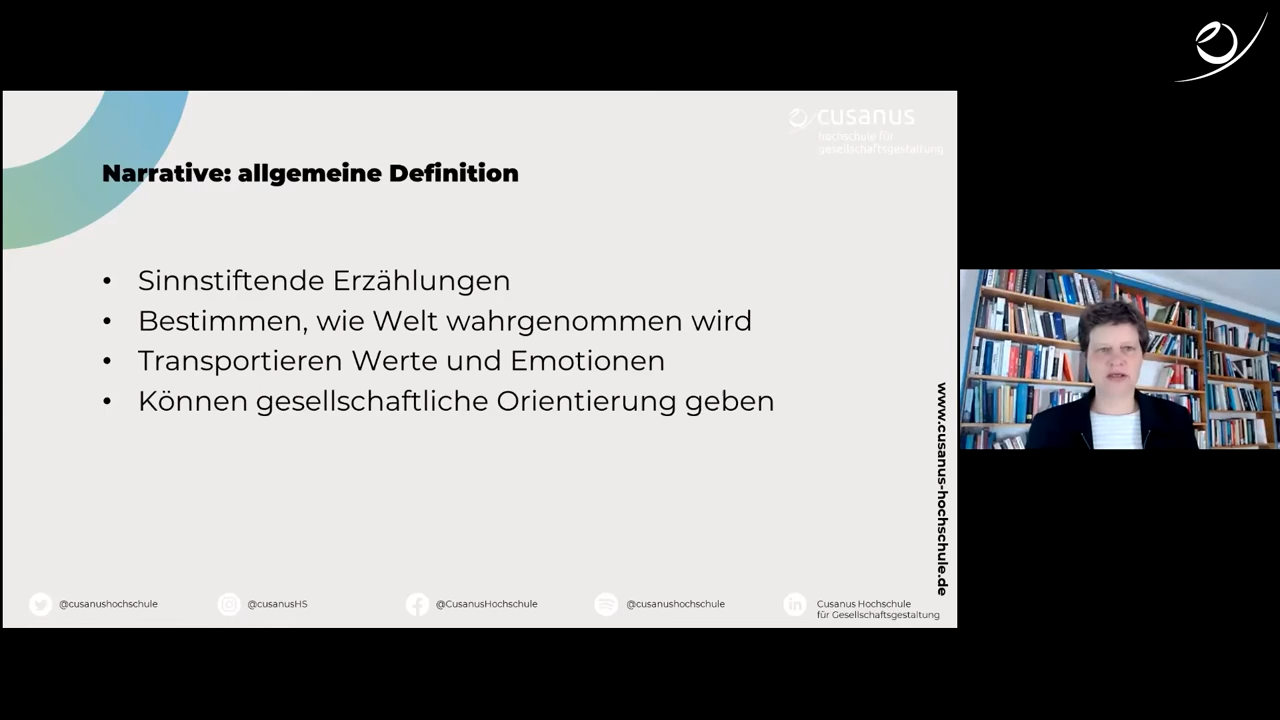 cusanus
hochschule für
gesellschaftsgestaltung
Narrative: allgemeine Definition
• Sinnstiftende Erzählungen
• Bestimmen, wie Welt wahrgenommen wird
• Transportieren Werte und Emotionen
• Können gesellschaftliche Orientierung geben
www.cusanus-hochschule.de
@cusanushochschule
@cusanusHS
@CusanusHochschule
@cusanushochschule
Cusanus Hochschule
für Gesellschaftsgestaltung